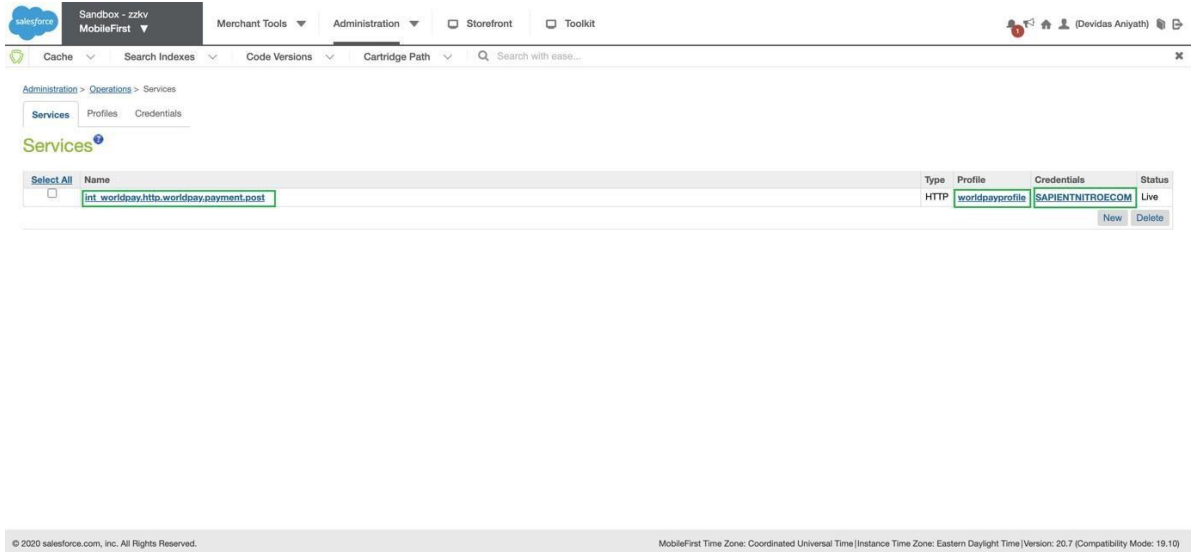 salesforce
Sandbox - zzkv
MobileFirst
Merchant Tools
Administration
Storefront
Toolkit
1
(Devidas Aniyath)
Cache
Search Indexes
Code Versions
Cartridge Path
Search with ease...
Administration > Operations > Services
Services Profiles Credentials
Services ?
Select All Name Type Profile Credentials Status
int_worldpay.http.worldpay.payment.post HTTP worldpayprofile SAPIENTNITROECOM Live
New Delete
© 2020 salesforce.com, inc. All Rights Reserved. MobileFirst Time Zone: Coordinated Universal Time|Instance Time Zone: Eastern Daylight Time|Version: 20.7 (Compatibility Mode: 19.10)